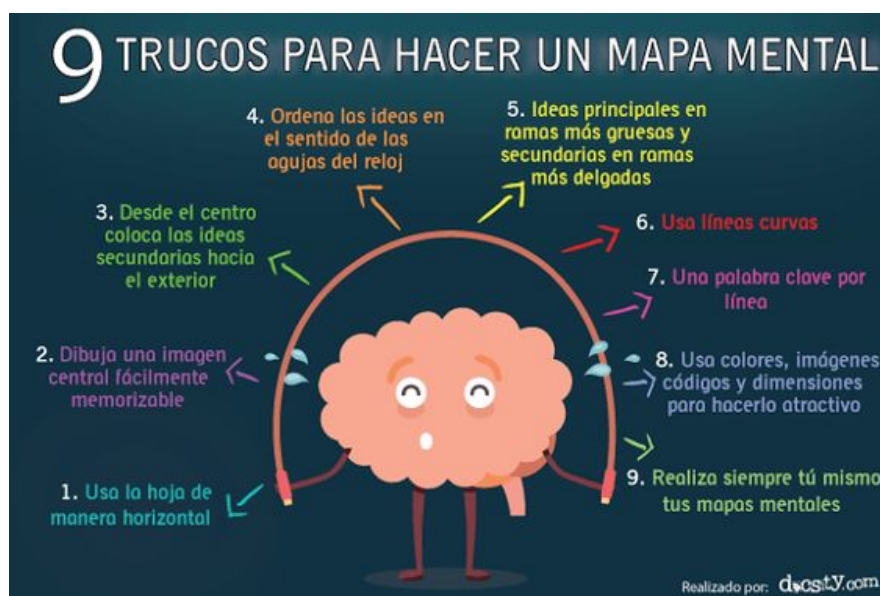 9 TRUCOS PARA HACER UN MAPA MENTAL
1. Usa la hoja de
manera horizontal
2. Dibuja una imagen
central fácilmente
memorizable
3. Desde el centro
coloca las ideas
secundarias hacia
el exterior
4. Ordena las ideas en
el sentido de las
agujas del reloj
5. Ideas principales en
ramas más gruesas y
secundarias en ramas
más delgadas
6. Usa líneas curvas
7. Una palabra clave por
línea
8. Usa colores, imágenes
códigos y dimensiones
para hacerlo atractivo
9. Realiza siempre tú mismo
tus mapas mentales
Realizado por: docsity.com